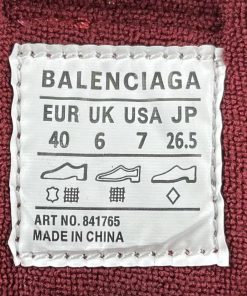 BALENCIAGA
EUR UK USA JP
40 6 7 26.5
ART NO. 841765
MADE IN CHINA